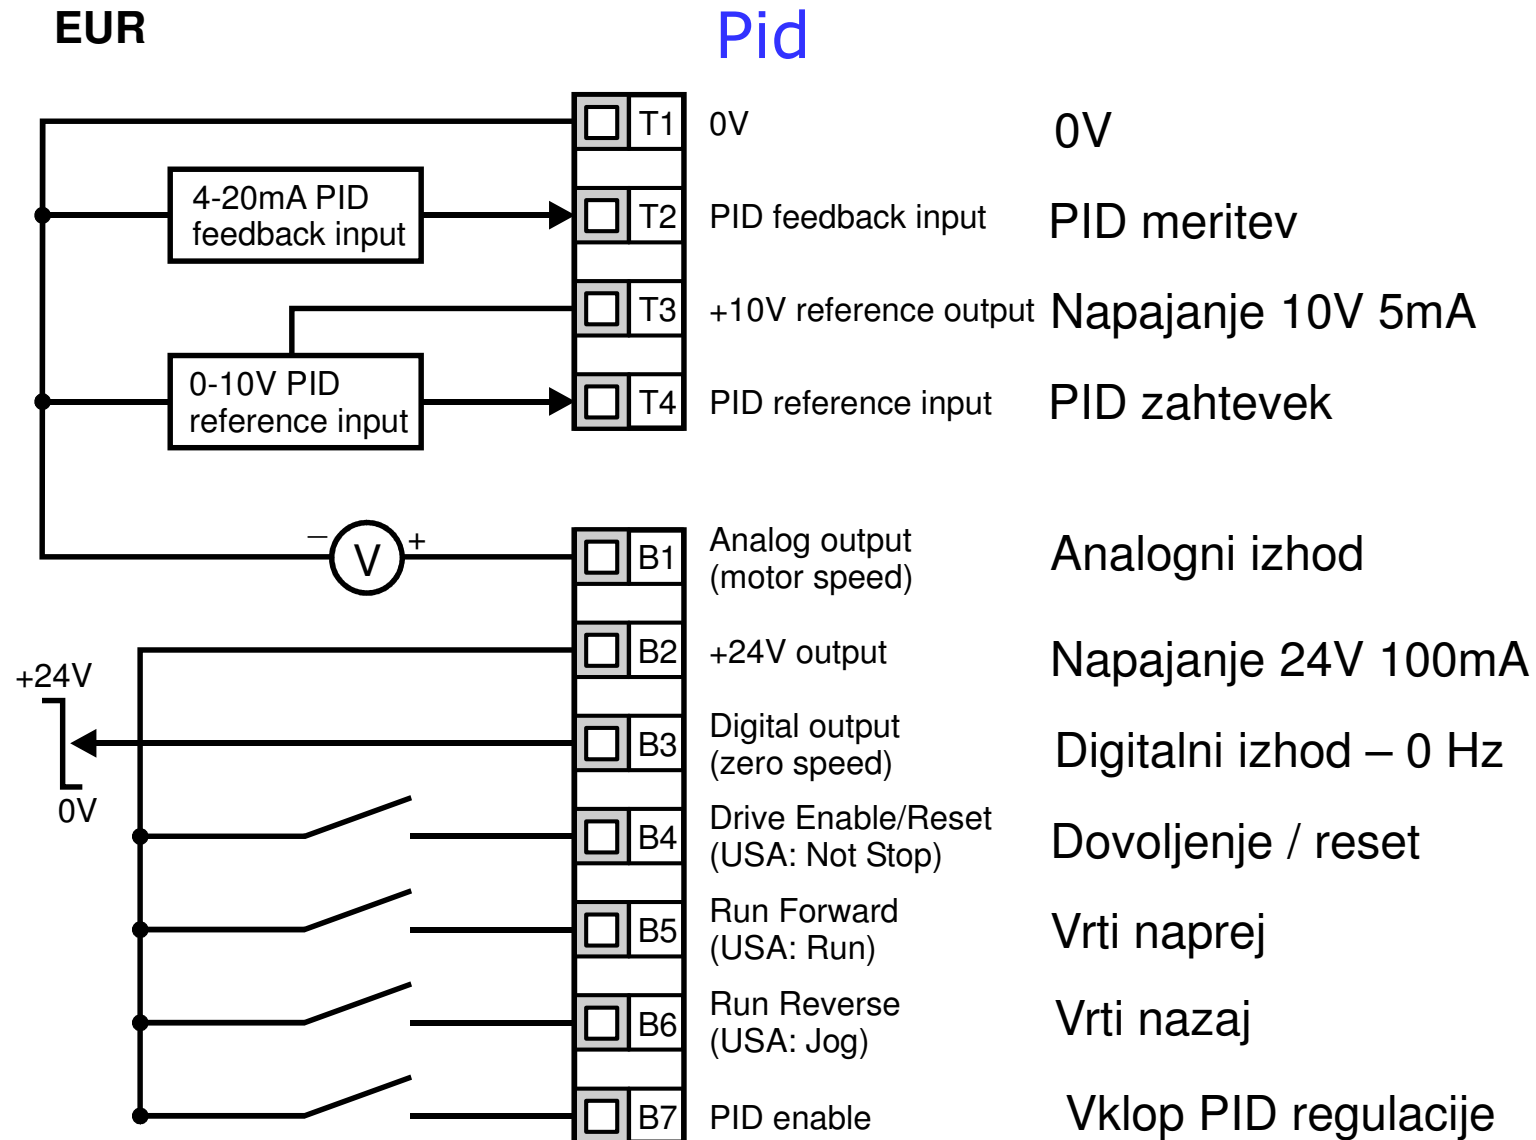 EUR
Pid
T1 0V 0V
4-20mA PID
feedback input
T2 PID feedback input PID meritev
T3 +10V reference output Napajanje 10V 5mA
0-10V PID
reference input
T4 PID reference input PID zahtevek
– V +
B1 Analog output
(motor speed)
Analogni izhod
B2 +24V output Napajanje 24V 100mA
+24V
0V
B3 Digital output
(zero speed)
Digitalni izhod – 0 Hz
B4 Drive Enable/Reset
(USA: Not Stop)
Dovoljenje / reset
B5 Run Forward
(USA: Run)
Vrti naprej
B6 Run Reverse
(USA: Jog)
Vrti nazaj
B7 PID enable Vklop PID regulacije